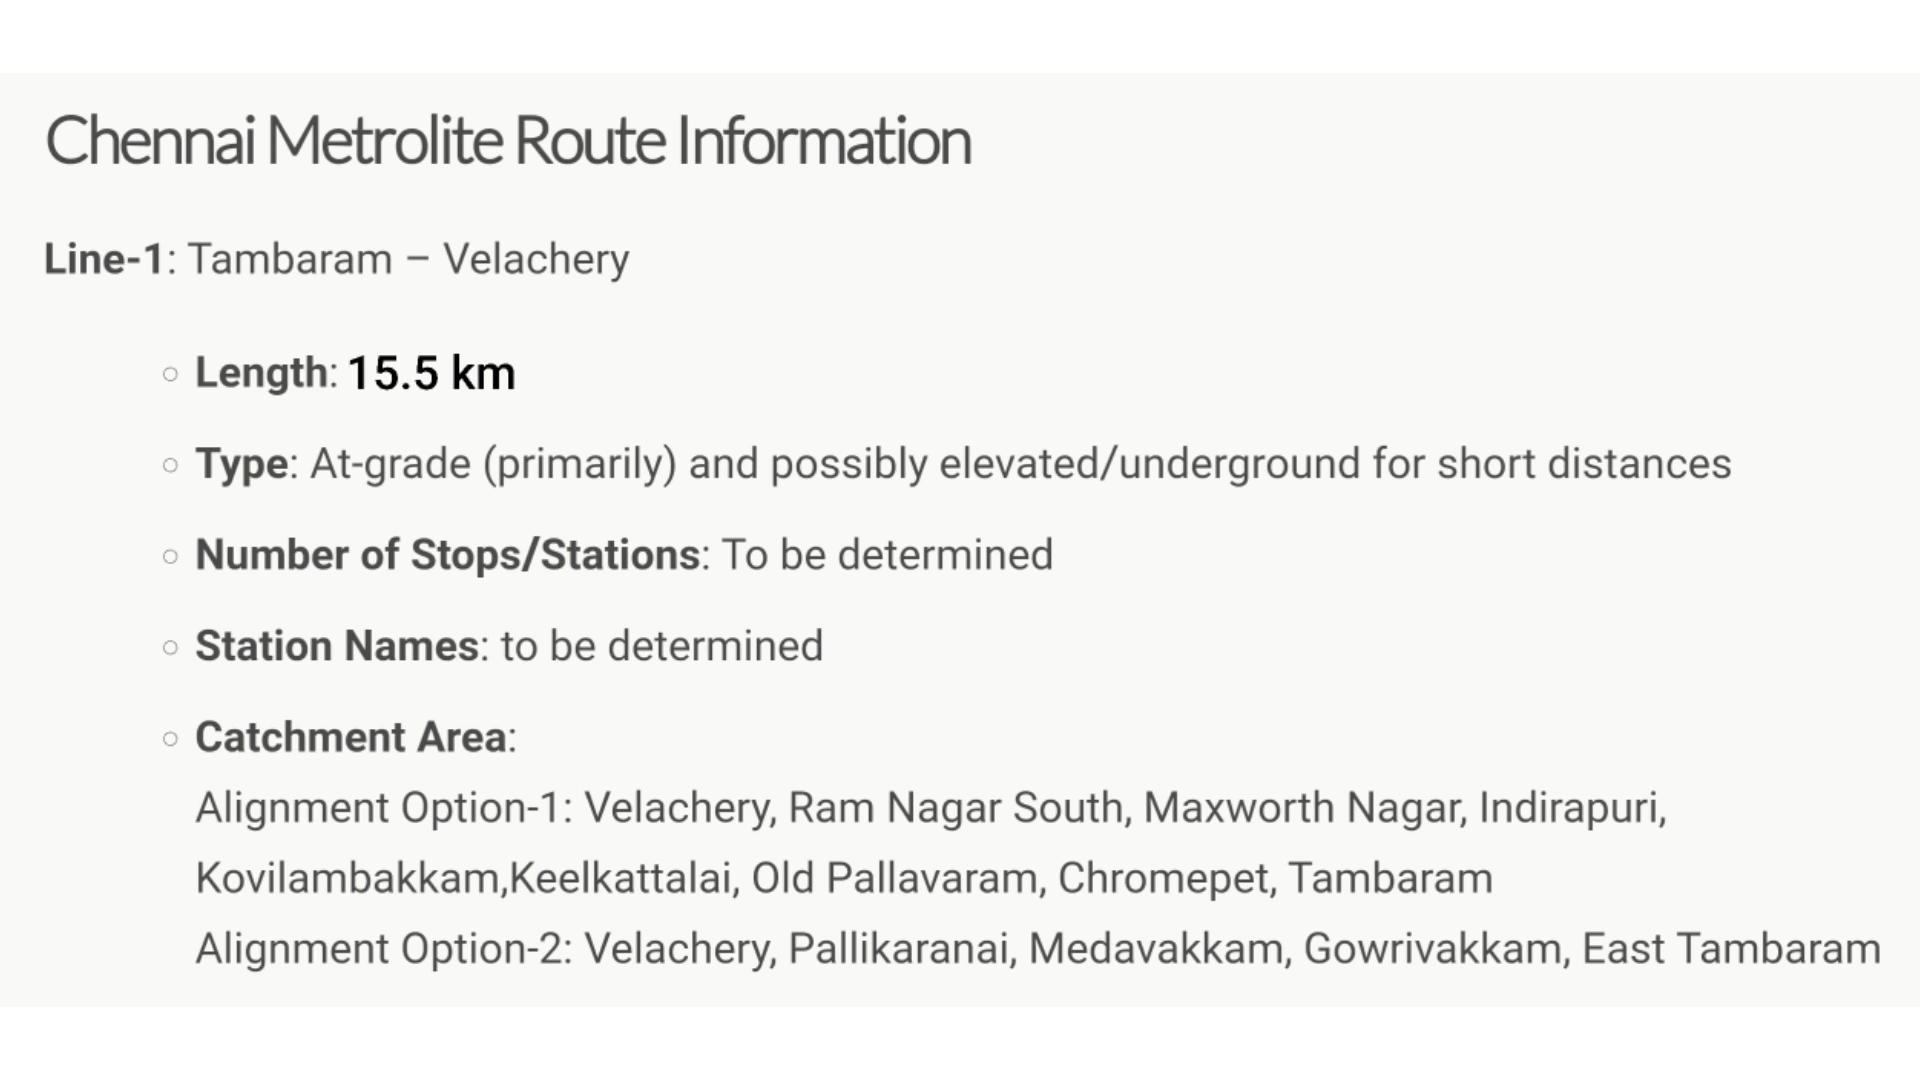 Chennai Metrolite Route Information
Line-1: Tambaram – Velachery
Length: 15.5 km
Type: At-grade (primarily) and possibly elevated/underground for short distances
Number of Stops/Stations: To be determined
Station Names: to be determined
Catchment Area:
Alignment Option-1: Velachery, Ram Nagar South, Maxworth Nagar, Indirapuri,
Kovilambakkam,Keelkattalai, Old Pallavaram, Chromepet, Tambaram
Alignment Option-2: Velachery, Pallikaranai, Medavakkam, Gowrivakkam, East Tambaram